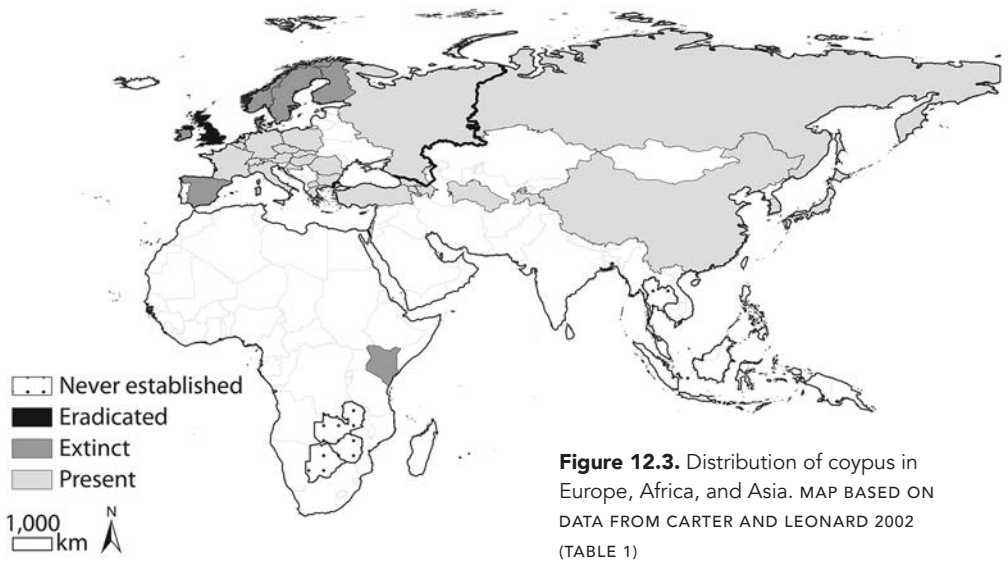 Never established
Eradicated
Extinct
Present
1,000
km
N
Figure 12.3. Distribution of coypus in
Europe, Africa, and Asia. MAP BASED ON
DATA FROM CARTER AND LEONARD 2002
(TABLE 1)